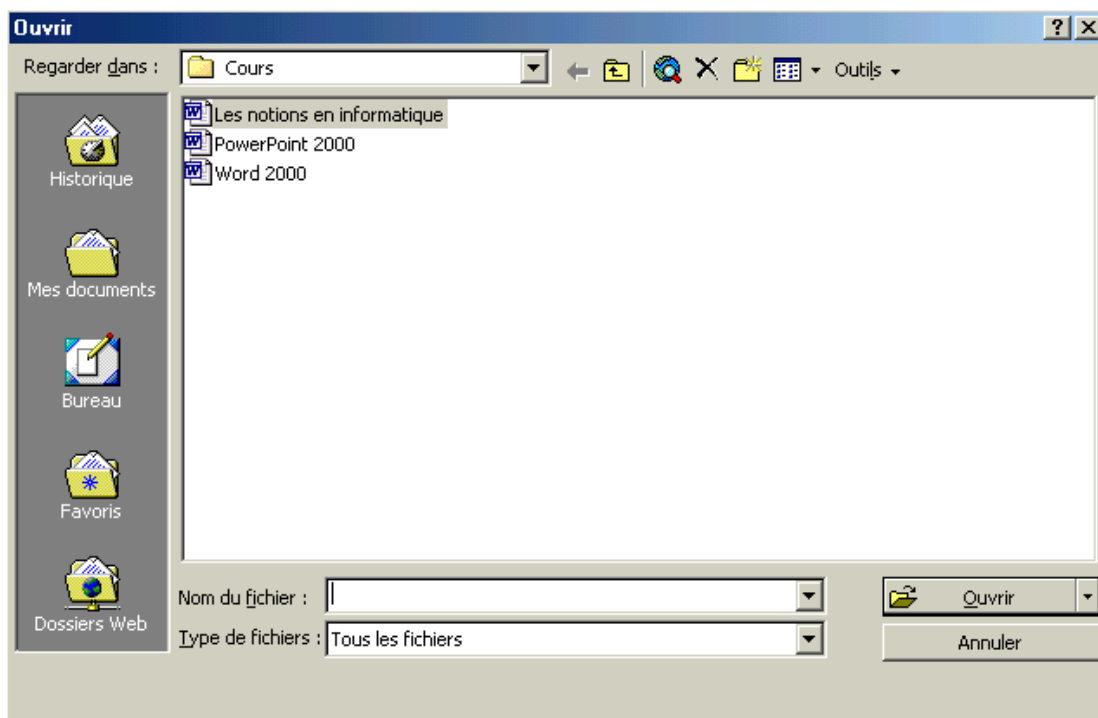 Ouvrir
Regarder dans :
Cours
Outils
Les notions en informatique
PowerPoint 2000
Word 2000
Historique
Mes documents
Bureau
Favoris
Dossiers Web
Nom du fichier :
Ouvrir
Type de fichiers :
Tous les fichiers
Annuler